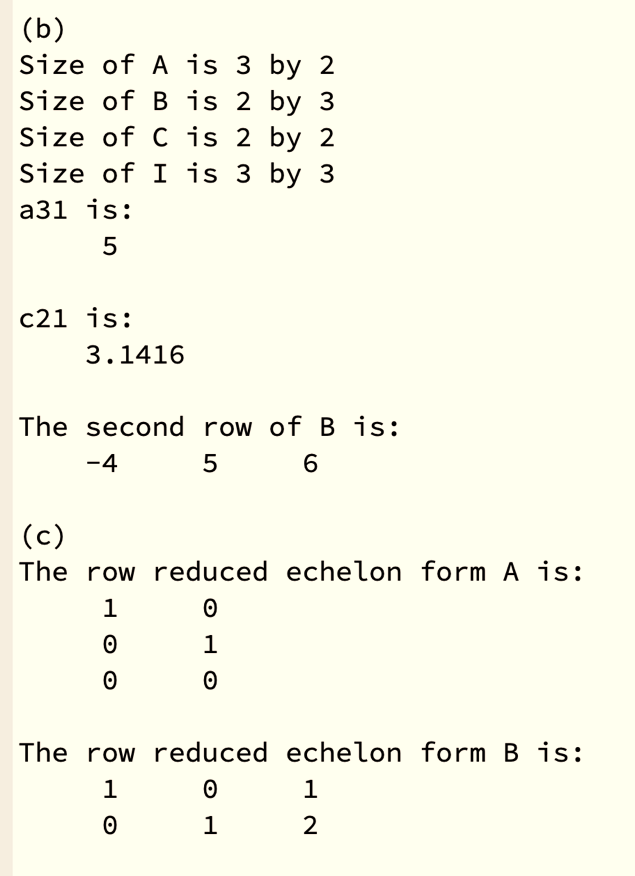 (b)
Size of A is 3 by 2
Size of B is 2 by 3
Size of C is 2 by 2
Size of I is 3 by 3
a31 is:
5
c21 is:
3.1416
The second row of B is:
-4 5 6
(c)
The row reduced echelon form A is:
1 0
0 1
0 0
The row reduced echelon form B is:
1 0 1
0 1 2